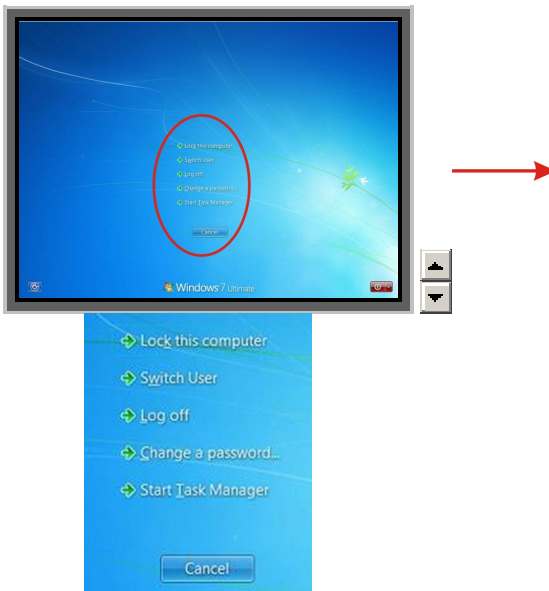 Lock this computer
Switch User
Log off
Change a password...
Start Task Manager
Cancel
Windows 7 Ultimate
Lock this computer
Switch User
Log off
Change a password...
Start Task Manager
Cancel